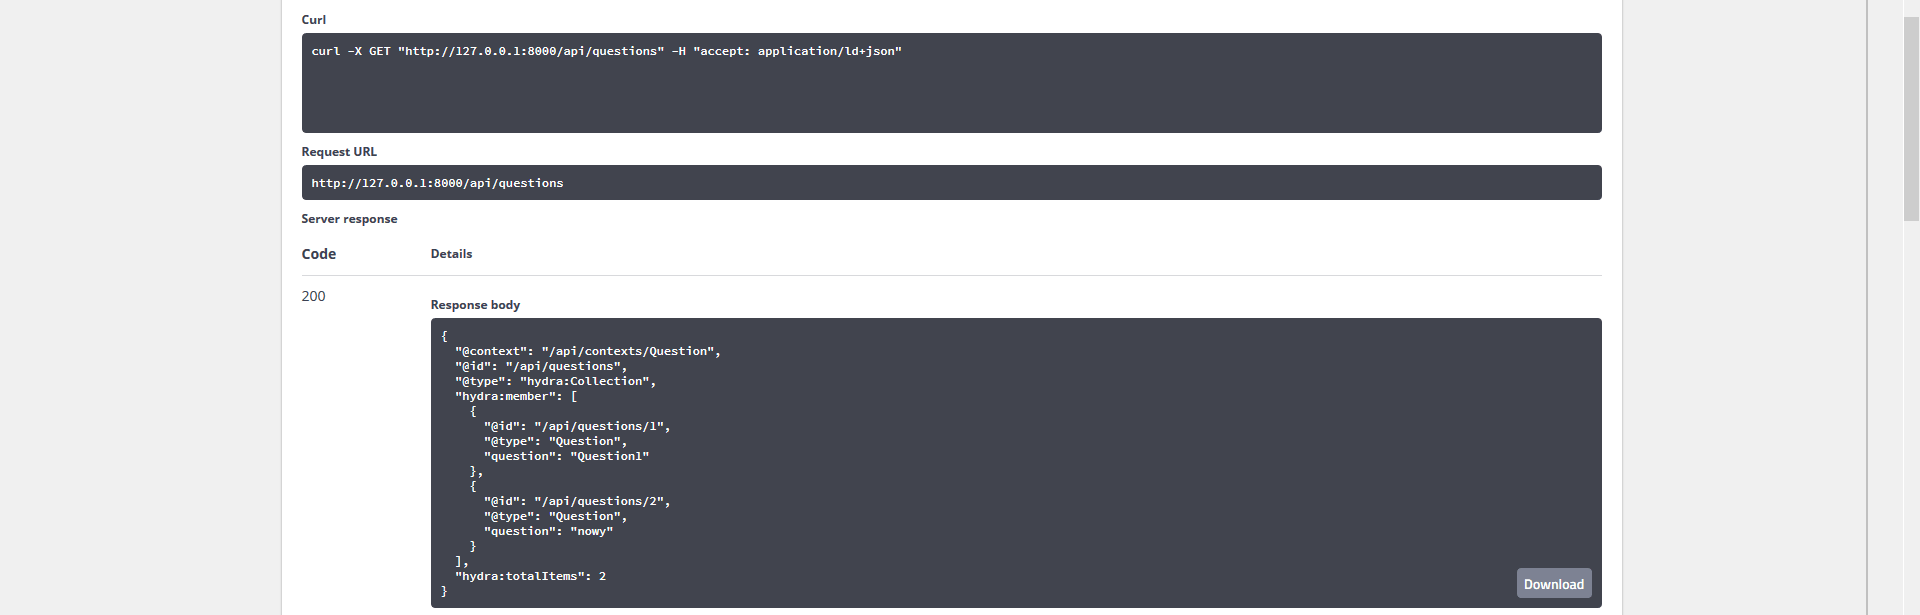 Curl
curl -X GET "http://127.0.0.1:8000/api/questions" -H "accept: application/ld+json"
Request URL
http://127.0.0.1:8000/api/questions
Server response
Code Details
200
Response body
{
  "@context": "/api/contexts/Question",
  "@id": "/api/questions",
  "@type": "hydra:Collection",
  "hydra:member": [
    {
      "@id": "/api/questions/1",
      "@type": "Question",
      "question": "Question1"
    },
    {
      "@id": "/api/questions/2",
      "@type": "Question",
      "question": "nowy"
    }
  ],
  "hydra:totalItems": 2
}
Download